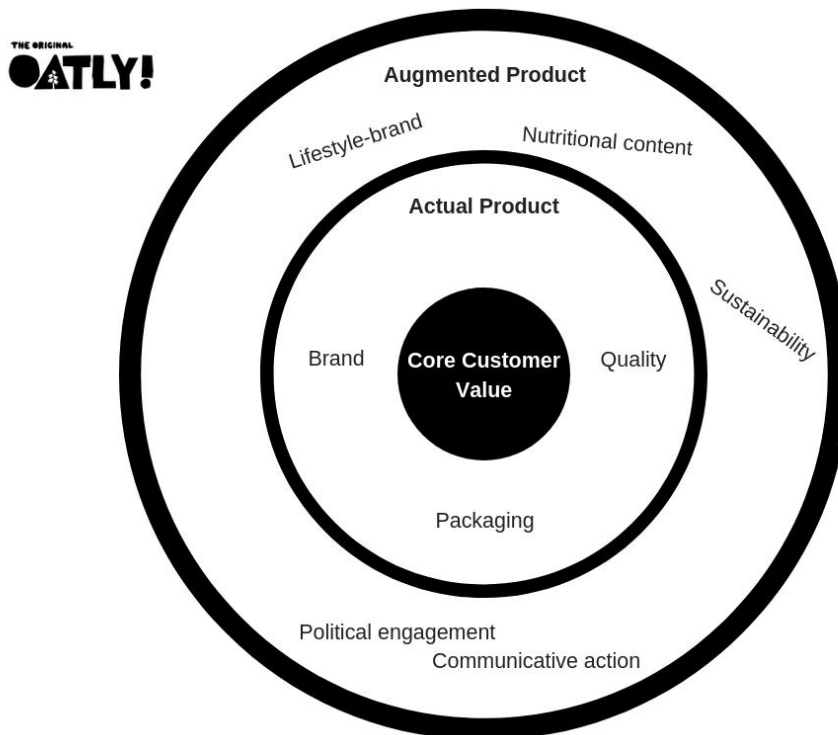 THE ORIGINAL
OATLY!
Augmented Product
Lifestyle-brand
Nutritional content
Actual Product
Sustainability
Brand
Core Customer
Value
Quality
Packaging
Political engagement
Communicative action